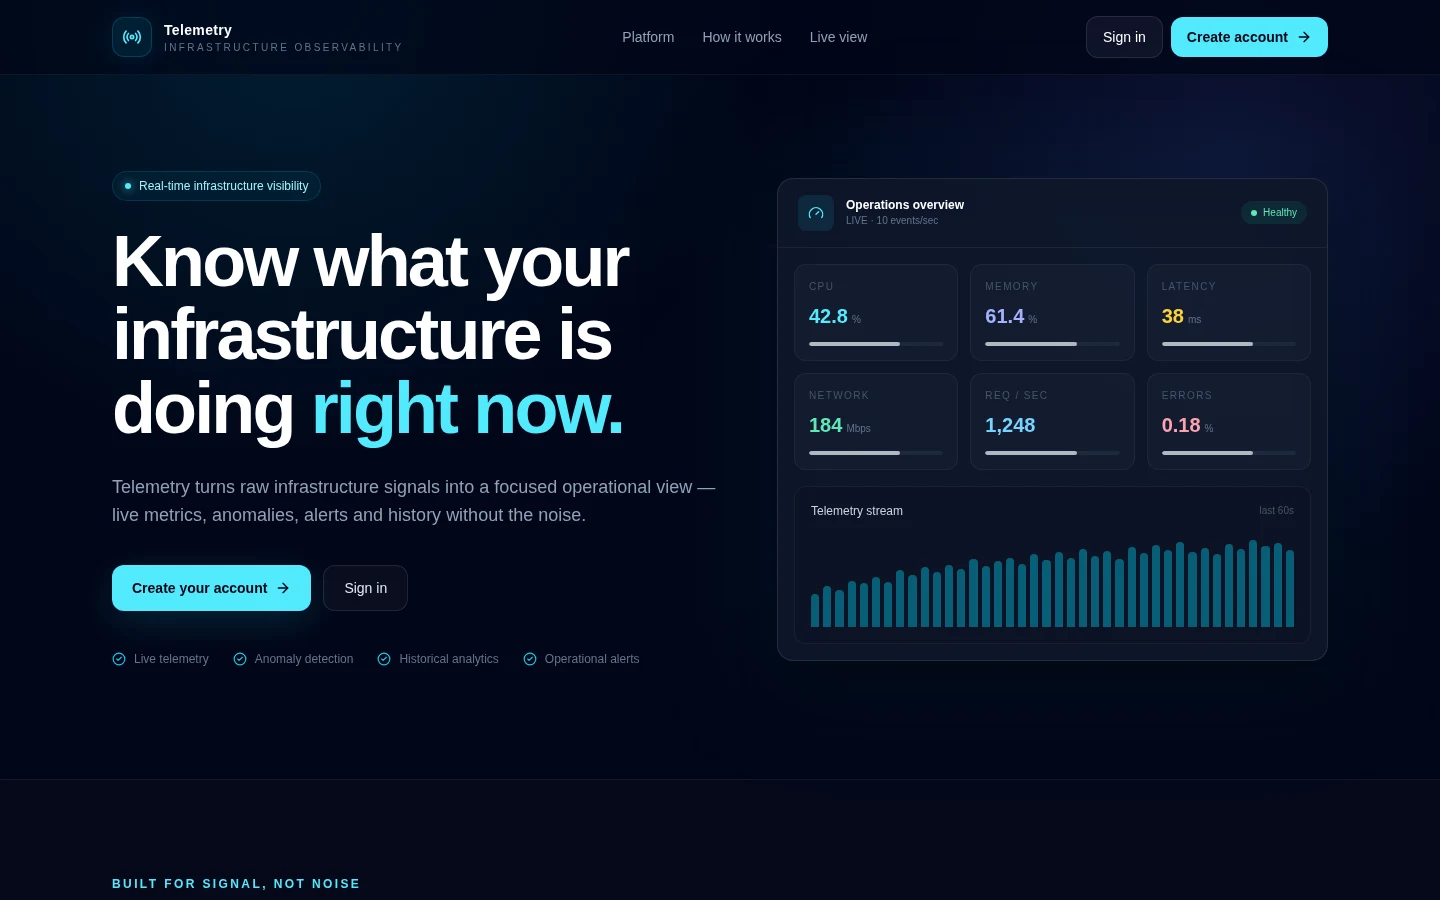 Telemetry
INFRASTRUCTURE OBSERVABILITY
Platform
How it works
Live view
Sign in
Create account
Real-time infrastructure visibility
Know what your
infrastructure is
doing right now.
Telemetry turns raw infrastructure signals into a focused operational view —
live metrics, anomalies, alerts and history without the noise.
Create your account
Sign in
Live telemetry
Anomaly detection
Historical analytics
Operational alerts
Operations overview
LIVE · 10 events/sec
Healthy
CPU
42.8 %
MEMORY
61.4 %
LATENCY
38 ms
NETWORK
184 Mbps
REQ / SEC
1,248
ERRORS
0.18 %
Telemetry stream
last 60s
BUILT FOR SIGNAL, NOT NOISE